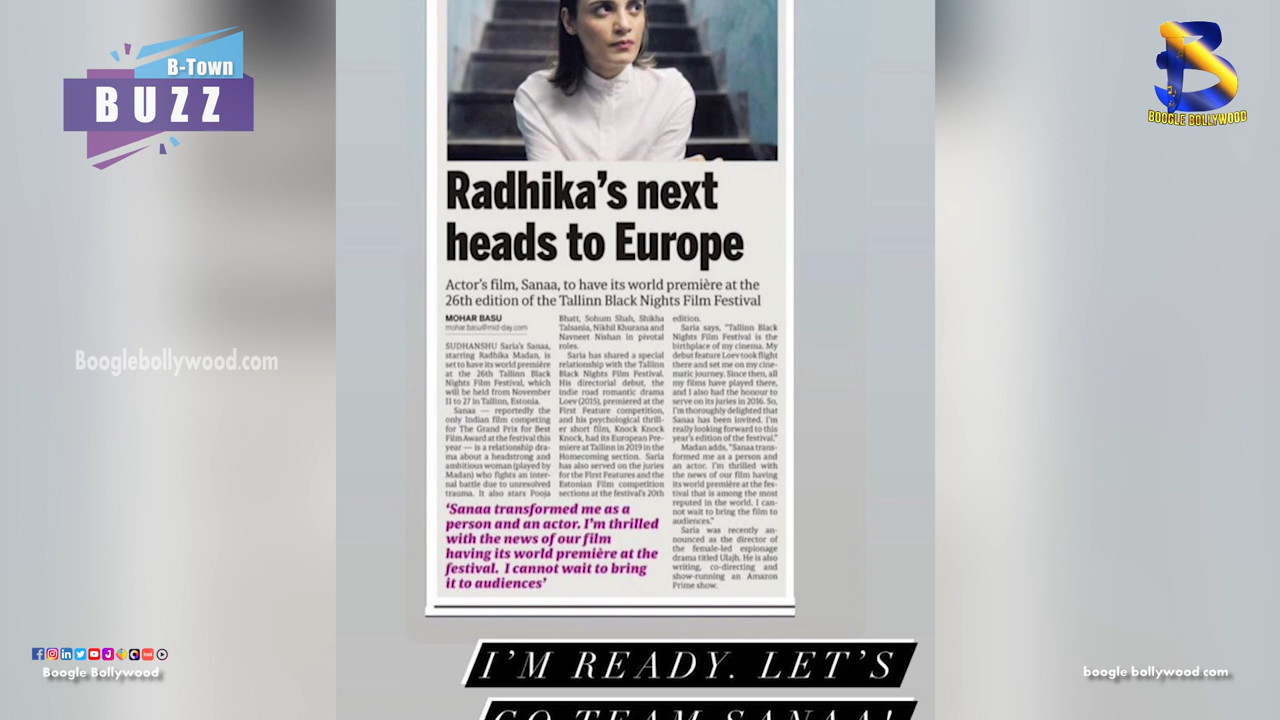 B-Town
BUZZ
BOOGLE BOLLYWOOD
Radhika’s next
heads to Europe
Actor’s film, Sanaa, to have its world première at the
26th edition of the Tallinn Black Nights Film Festival
MOHAR BASU
mohar.basu@mid-day.com
SUDHANSHU Saria’s Sanaa,
starring Radhika Madan, is
set to have its world première
at the 26th Tallinn Black
Nights Film Festival, which
will be held from November
11 to 27 in Tallinn, Estonia.
Sanaa — reportedly the
only Indian film competing
for The Grand Prix for Best
Film Award at the festival this
year — is a relationship dra-
ma about a headstrong and
ambitious woman (played by
Madan) who fights an inter-
nal battle due to unresolved
trauma. It also stars Pooja
Bhatt, Sohum Shah, Shikha
Talsania, Nikhil Khurana and
Navneet Nishan in pivotal
roles.
Saria has shared a special
relationship with the Tallinn
Black Nights Film Festival.
His directorial debut, the
indie road romantic drama
Loev (2015), premiered at the
First Feature competition,
and his psychological thrill-
er short film, Knock Knock
Knock, had its European Pre-
miere at Tallinn in 2019 in the
Homecoming section. Saria
has also served on the juries
for the First Features and the
Estonian Film competition
sections at the festival’s 20th
edition.
Saria says, “Tallinn Black
Nights Film Festival is the
birthplace of my cinema. My
debut feature Loev took flight
there and set me on my cine-
matic journey. Since then, all
my films have played there,
and I also had the honour to
serve on its juries in 2016. So,
I’m thoroughly delighted that
Sanaa has been invited. I’m
really looking forward to this
year’s edition of the festival.”
Madan adds, “Sanaa trans-
formed me as a person and
an actor. I’m thrilled with
the news of our film having
its world première at the fes-
tival that is among the most
reputed in the world. I can-
not wait to bring the film to
audiences.”
Saria was recently an-
nounced as the director of
the female-led espionage
drama titled Ulajh. He is also
writing, co-directing and
show-running an Amazon
Prime show.
‘Sanaa transformed me as a
person and an actor. I’m thrilled
with the news of our film
having its world première at the
festival. I cannot wait to bring
it to audiences’
Booglebollywood.com
I’M READY. LET’S
GO TEAM SANAA!
Boogle Bollywood
boogle bollywood.com